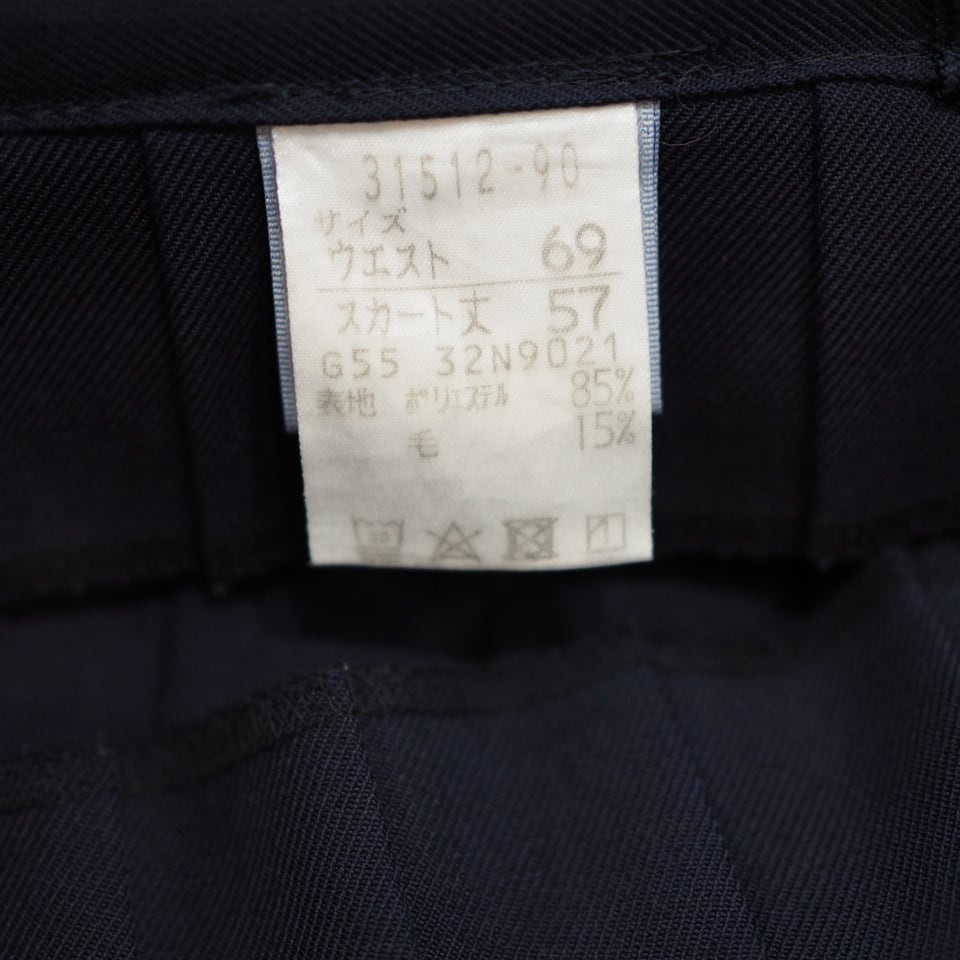 31512-90
サイズ
ウエスト 69
スカート丈 57
G55 32N9021
表地 ポリエステル 85%
毛 15%